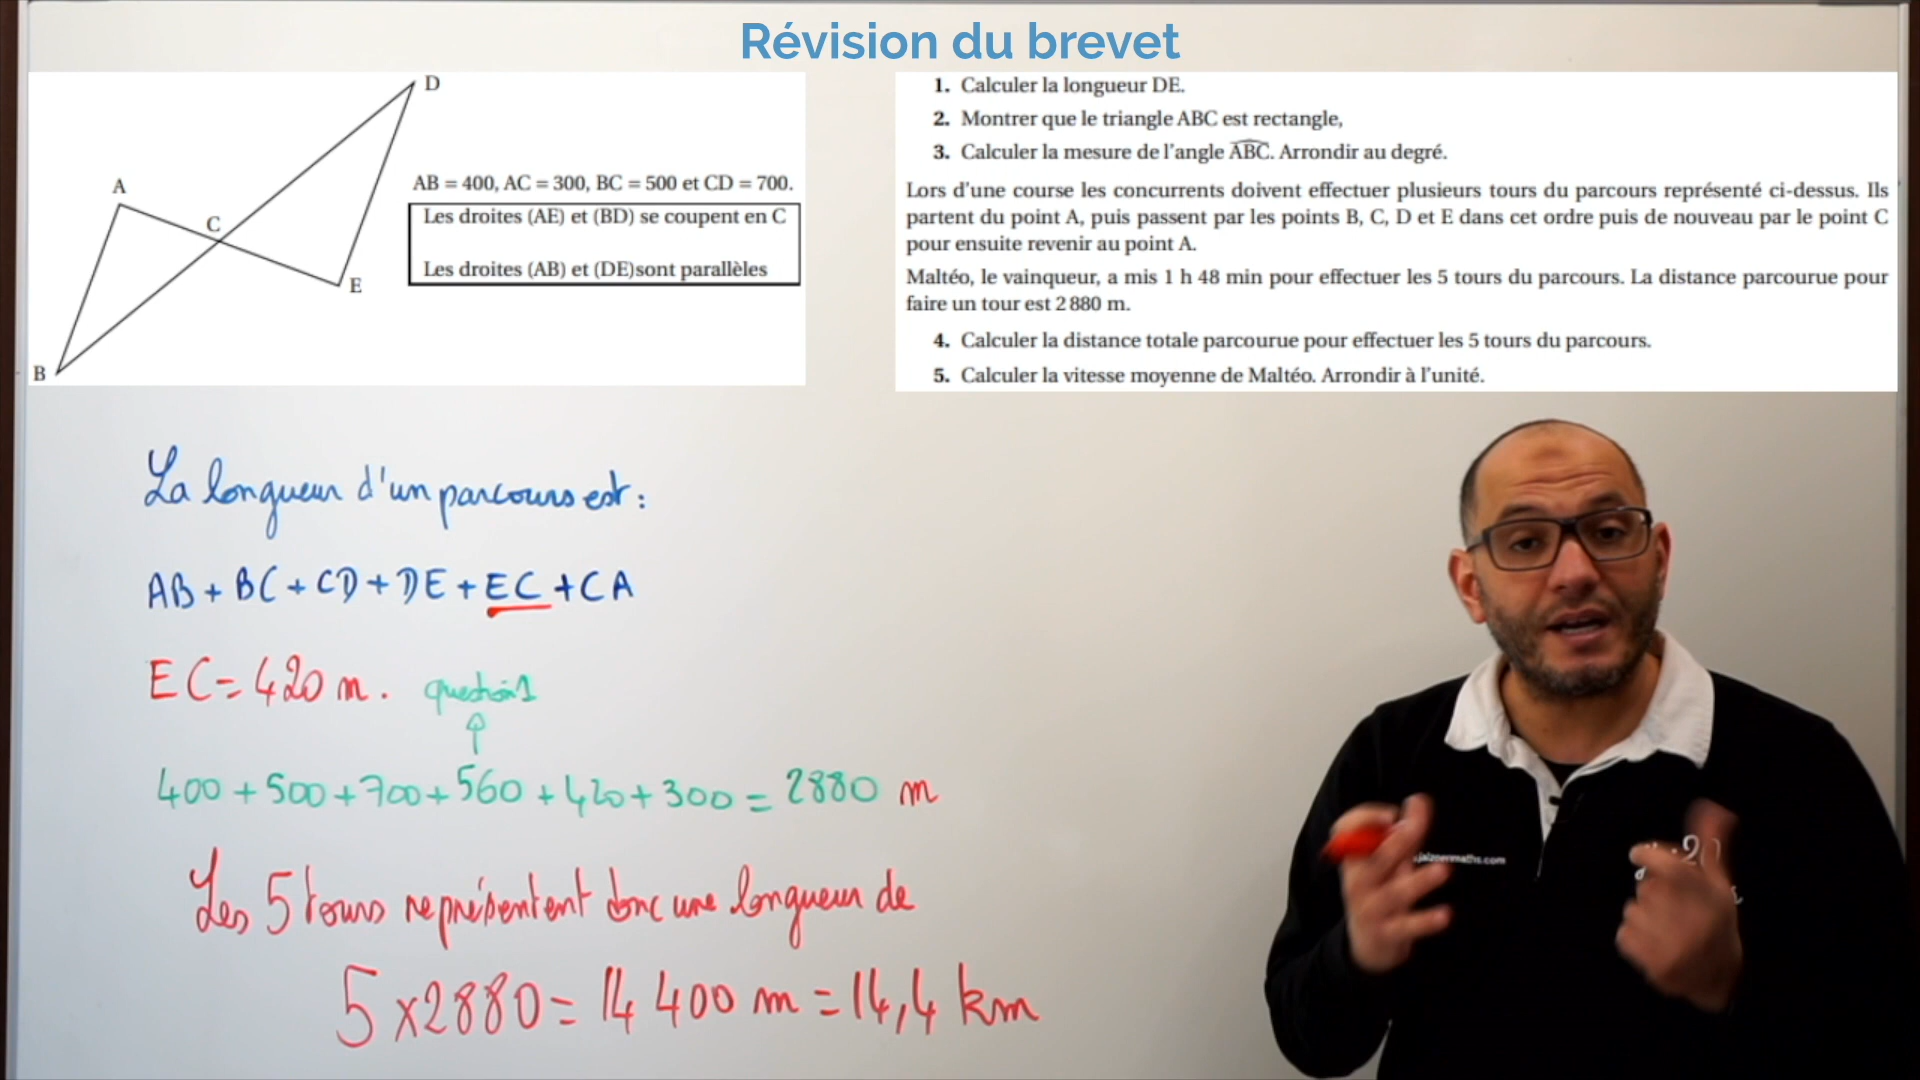 Révision du brevet
D
A
C
E
B
AB = 400, AC = 300, BC = 500 et CD = 700.
Les droites (AE) et (BD) se coupent en C
Les droites (AB) et (DE)sont parallèles
1. Calculer la longueur DE.
2. Montrer que le triangle ABC est rectangle,
3. Calculer la mesure de l'angle ABC. Arrondir au degré.
Lors d'une course les concurrents doivent effectuer plusieurs tours du parcours représenté ci-dessus. Ils
partent du point A, puis passent par les points B, C, D et E dans cet ordre puis de nouveau par le point C
pour ensuite revenir au point A.
Maltéo, le vainqueur, a mis 1 h 48 min pour effectuer les 5 tours du parcours. La distance parcourue pour
faire un tour est 2 880 m.
4. Calculer la distance totale parcourue pour effectuer les 5 tours du parcours.
5. Calculer la vitesse moyenne de Maltéo. Arrondir à l'unité.
La longueur d'un parcours est :
AB + BC + CD + DE + EC + CA
EC = 420 m. question 1
400 + 500 + 700 + 560 + 420 + 300 = 2880 m
Les 5 tours représentent donc une longueur de
5 x 2880 = 14 400 m = 14,4 km